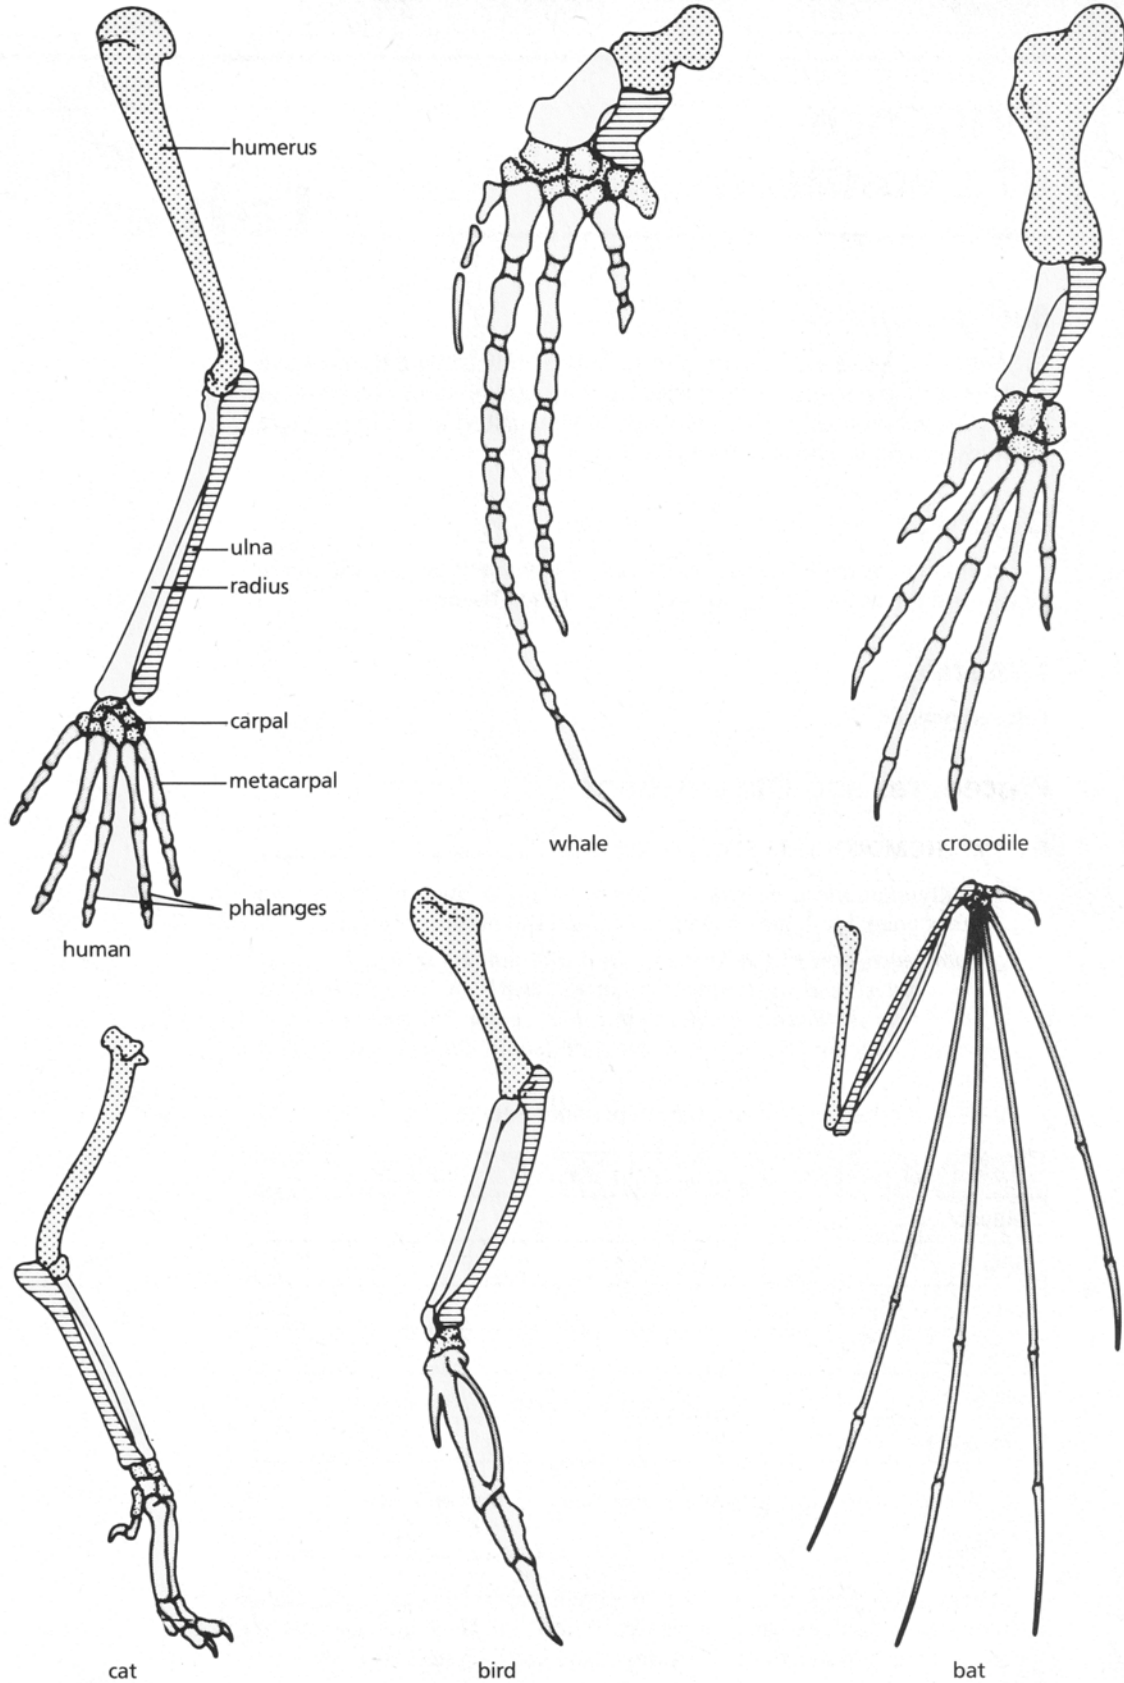 humerus
ulna
radius
carpal
metacarpal
phalanges
human
whale
crocodile
cat
bird
bat